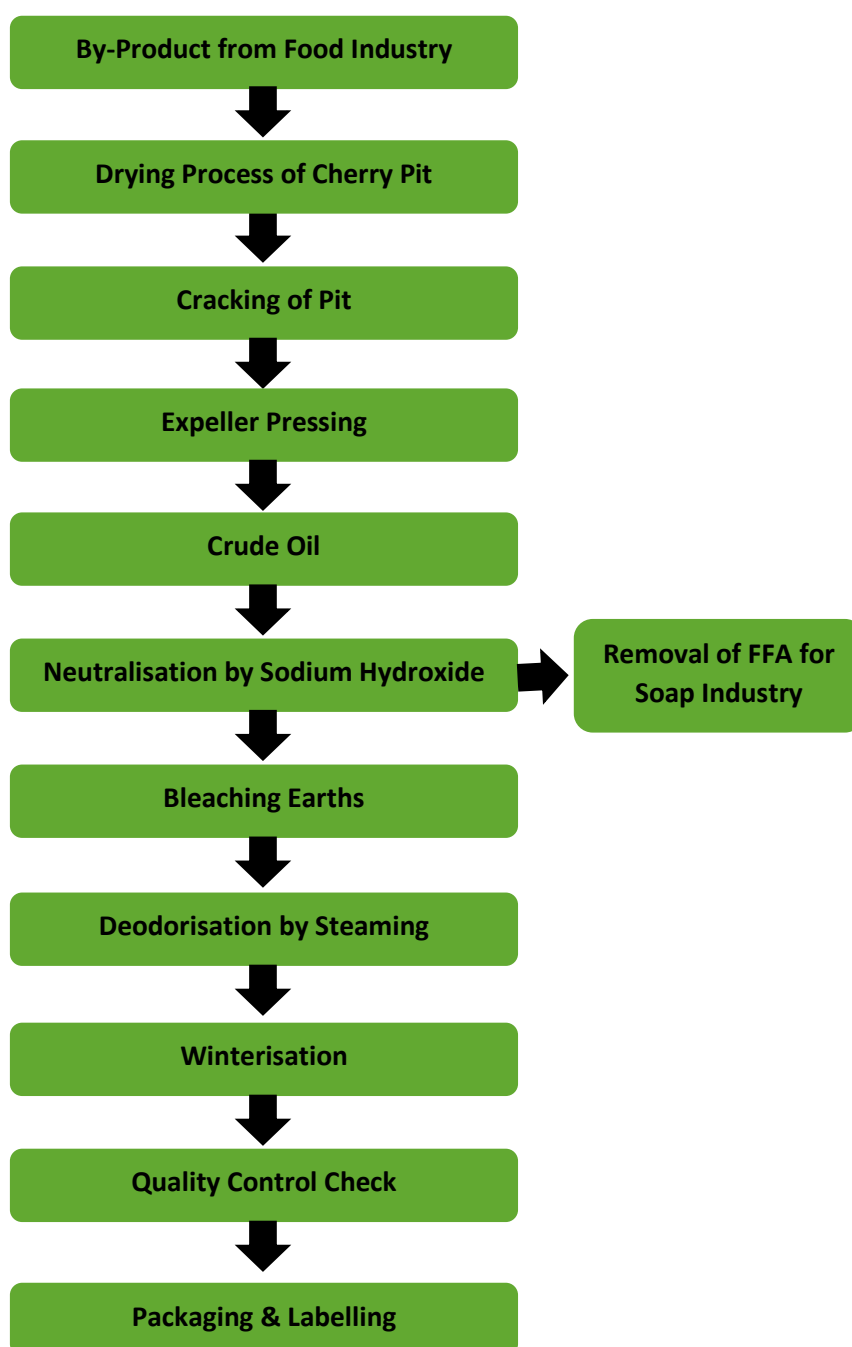 By-Product from Food Industry
Drying Process of Cherry Pit
Cracking of Pit
Expeller Pressing
Crude Oil
Neutralisation by Sodium Hydroxide
Removal of FFA for
Soap Industry
Bleaching Earths
Deodorisation by Steaming
Winterisation
Quality Control Check
Packaging & Labelling